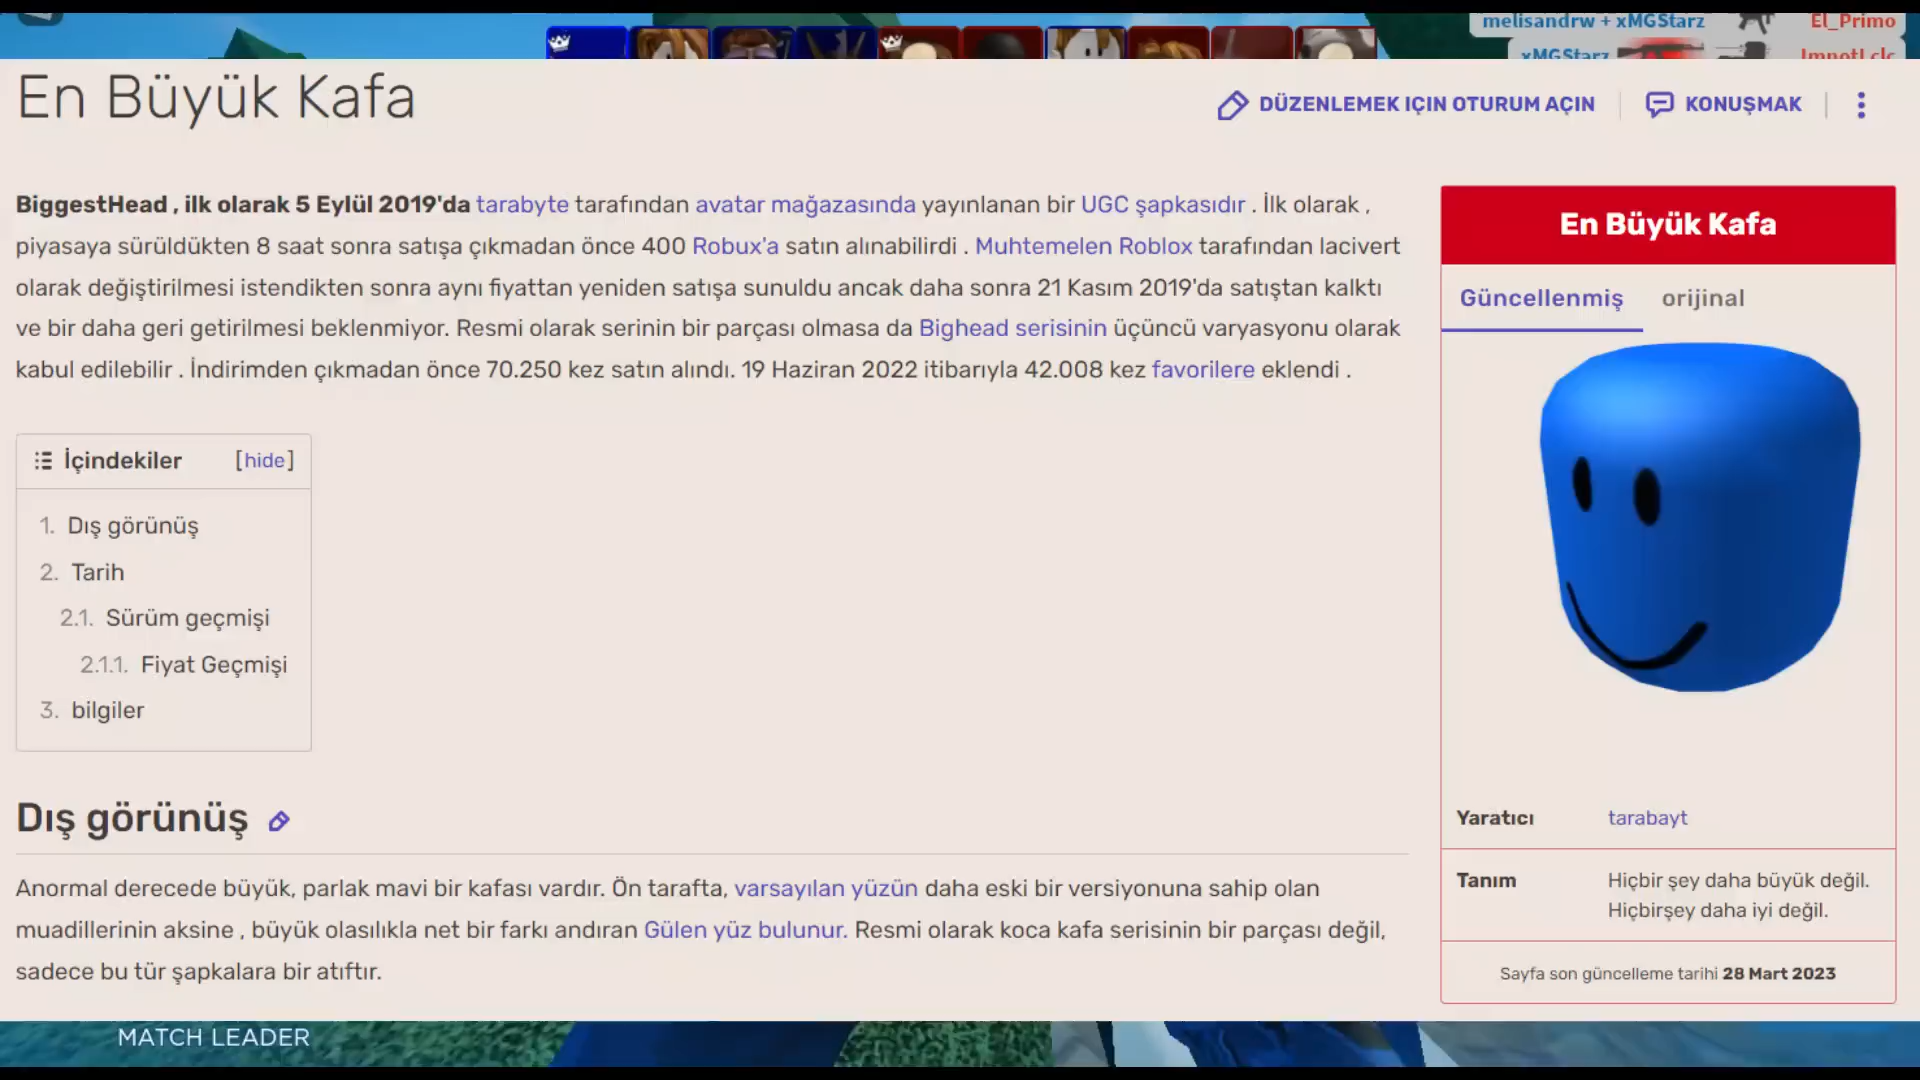 melisandrw + xMGStarz El_Primo
xMGStarz ImnotLclc
En Büyük Kafa
DÜZENLEMEK IÇIN OTURUM AÇIN
KONUŞMAK
BiggestHead , ilk olarak 5 Eylül 2019'da tarabyte tarafından avatar mağazasında yayınlanan bir UGC şapkasıdır . İlk olarak ,
piyasaya sürüldükten 8 saat sonra satışa çıkmadan önce 400 Robux'a satın alınabilirdi . Muhtemelen Roblox tarafından lacivert
olarak değiştirilmesi istendikten sonra aynı fiyattan yeniden satışa sunuldu ancak daha sonra 21 Kasım 2019'da satıştan kalktı
ve bir daha geri getirilmesi beklenmiyor. Resmi olarak serinin bir parçası olmasa da Bighead serisinin üçüncü varyasyonu olarak
kabul edilebilir . İndirimden çıkmadan önce 70.250 kez satın alındı. 19 Haziran 2022 itibarıyla 42.008 kez favorilere eklendi .
İçindekiler [hide]
1. Dış görünüş
2. Tarih
2.1. Sürüm geçmişi
2.1.1. Fiyat Geçmişi
3. bilgiler
Dış görünüş
Anormal derecede büyük, parlak mavi bir kafası vardır. Ön tarafta, varsayılan yüzün daha eski bir versiyonuna sahip olan
muadillerinin aksine , büyük olasılıkla net bir farkı andıran Gülen yüz bulunur. Resmi olarak koca kafa serisinin bir parçası değil,
sadece bu tür şapkalara bir atıftır.
En Büyük Kafa
Güncellenmiş orijinal
Yaratıcı tarabayt
Tanım Hiçbir şey daha büyük değil.
Hiçbirşey daha iyi değil.
Sayfa son güncelleme tarihi 28 Mart 2023
MATCH LEADER